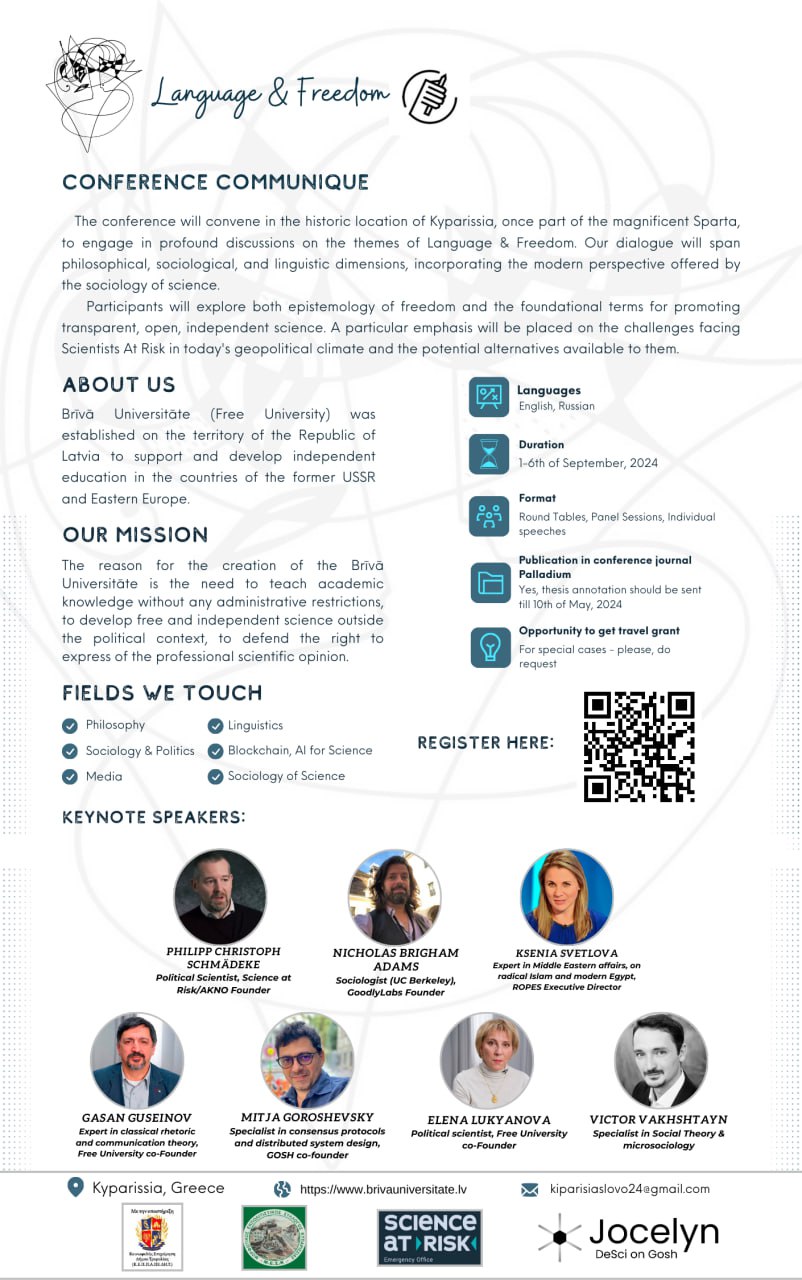 Language & Freedom
CONFERENCE COMMUNIQUE
The conference will convene in the historic location of Kyparissia, once part of the magnificent Sparta,
to engage in profound discussions on the themes of Language & Freedom. Our dialogue will span
philosophical, sociological, and linguistic dimensions, incorporating the modern perspective offered by
the sociology of science.
Participants will explore both epistemology of freedom and the foundational terms for promoting
transparent, open, independent science. A particular emphasis will be placed on the challenges facing
Scientists At Risk in today's geopolitical climate and the potential alternatives available to them.
ABOUT US
Brīvā Universitāte (Free University) was
established on the territory of the Republic of
Latvia to support and develop independent
education in the countries of the former USSR
and Eastern Europe.
OUR MISSION
The reason for the creation of the Brīvā
Universitāte is the need to teach academic
knowledge without any administrative restrictions,
to develop free and independent science outside
the political context, to defend the right to
express of the professional scientific opinion.
Languages
English, Russian
Duration
1-6th of September, 2024
Format
Round Tables, Panel Sessions, Individual
speeches
Publication in conference journal
Palladium
Yes, thesis annotation should be sent
till 10th of May, 2024
Opportunity to get travel grant
For special cases - please, do
request
FIELDS WE TOUCH
Philosophy
Linguistics
Sociology & Politics
Blockchain, AI for Science
Media
Sociology of Science
REGISTER HERE:
KEYNOTE SPEAKERS:
PHILIPP CHRISTOPH
SCHMÄDEKE
Political Scientist, Science at
Risk/AKNO Founder
NICHOLAS BRIGHAM
ADAMS
Sociologist (UC Berkeley),
GoodlyLabs Founder
KSENIA SVETLOVA
Expert in Middle Eastern affairs, on
radical Islam and modern Egypt,
ROPES Executive Director
GASAN GUSEINOV
Expert in classical rhetoric
and communication theory,
Free University co-Founder
MITJA GOROSHEVSKY
Specialist in consensus protocols
and distributed system design,
GOSH co-founder
ELENA LUKYANOVA
Political scientist, Free University
co-Founder
VICTOR VAKHSHTAYN
Specialist in Social Theory &
microsociology
Kyparissia, Greece
https://www.brivauniversitate.lv
kiparisiaslovo24@gmail.com
Με την υποστήριξη
SCIENCE
AT RISK
Emergency Office
Jocelyn
DeSci on Gosh